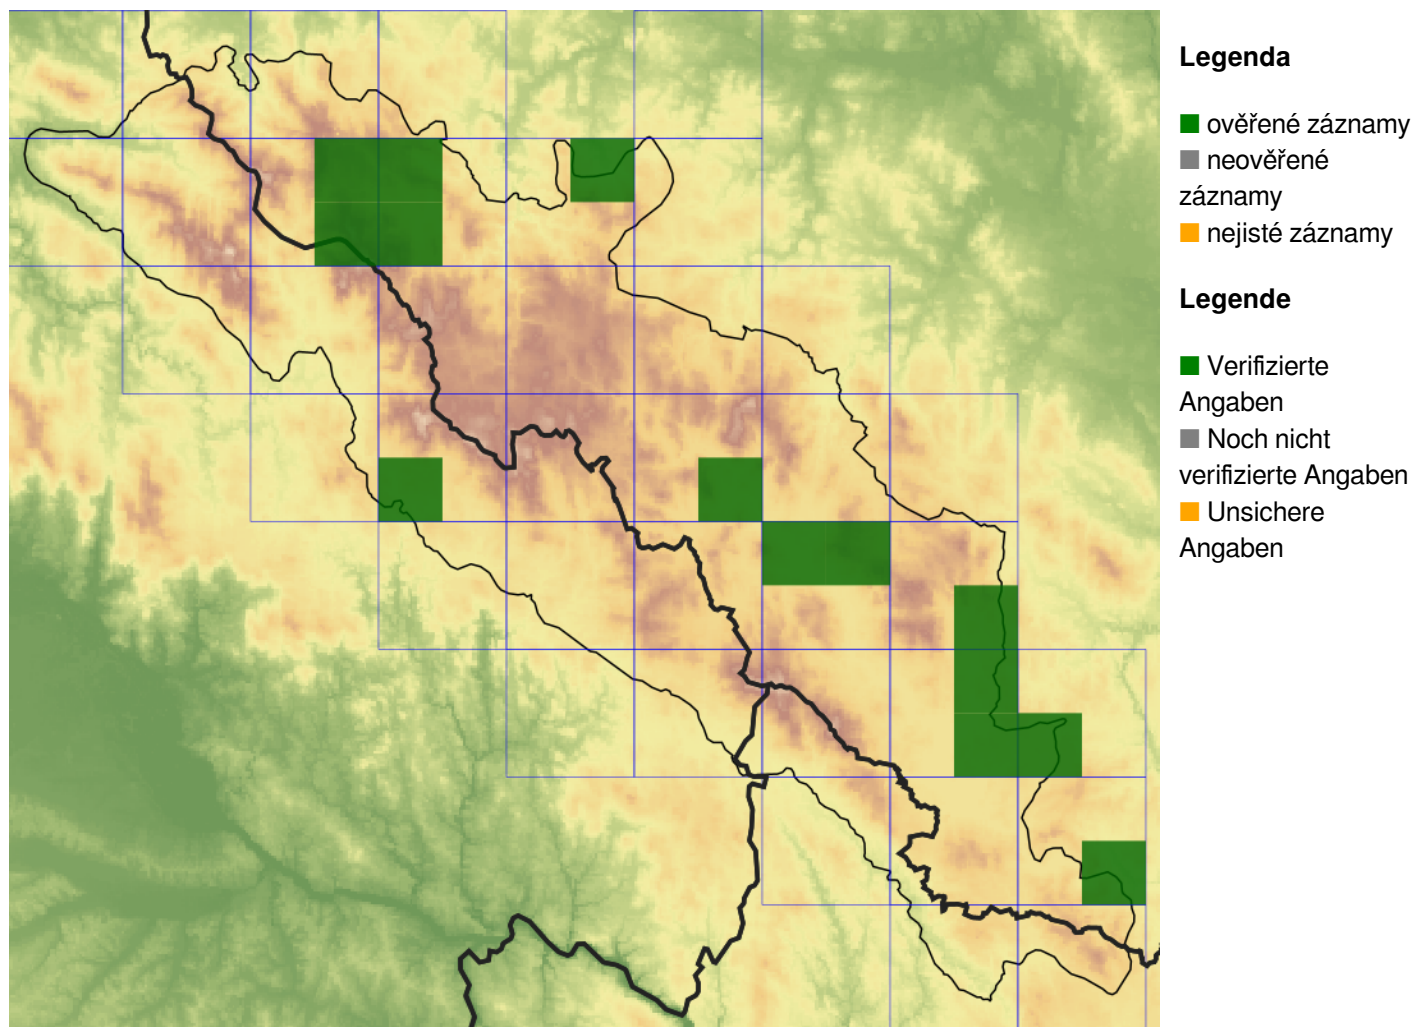 Legenda
ověřené záznamy
neověřené
záznamy
nejisté záznamy
Legende
Verifizierte
Angaben
Noch nicht
verifizierte Angaben
Unsichere
Angaben